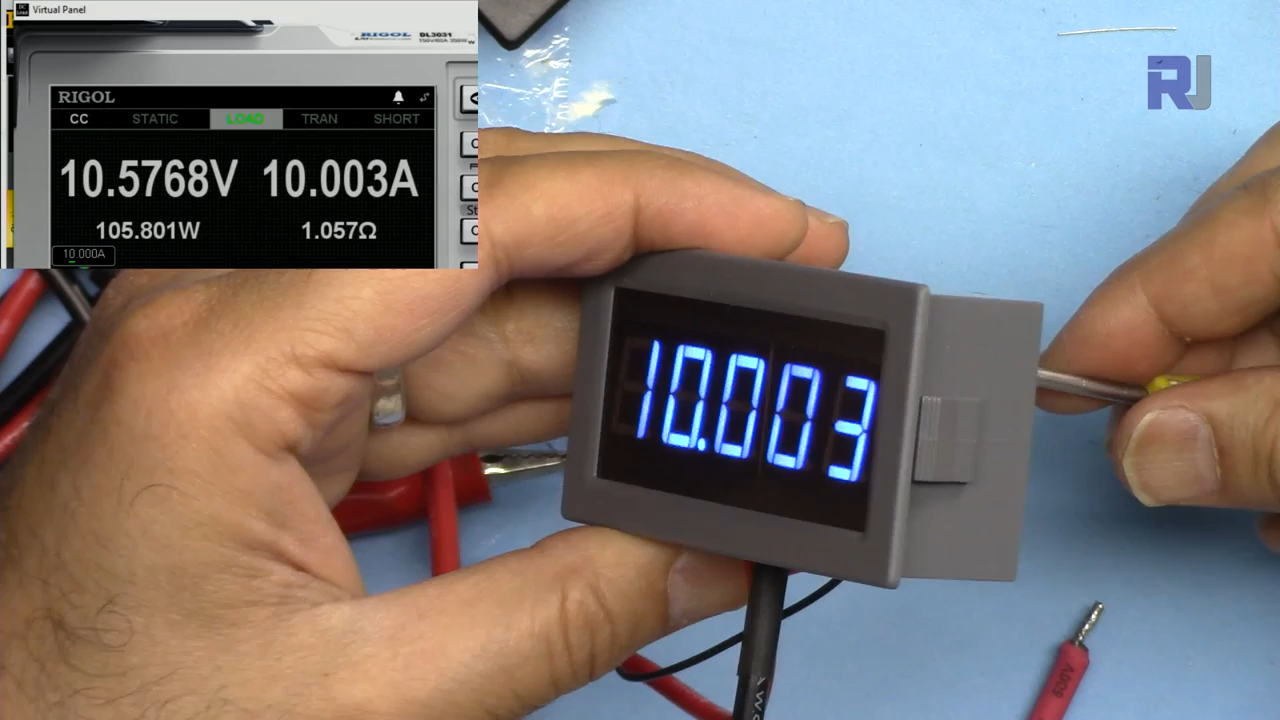 Virtual Panel
RIGOL DL3031
RIGOL
CC STATIC LOAD TRAN SHORT
10.5768V 10.003A
105.801W 1.057Ω
10.000A
RJ
10.003
600V